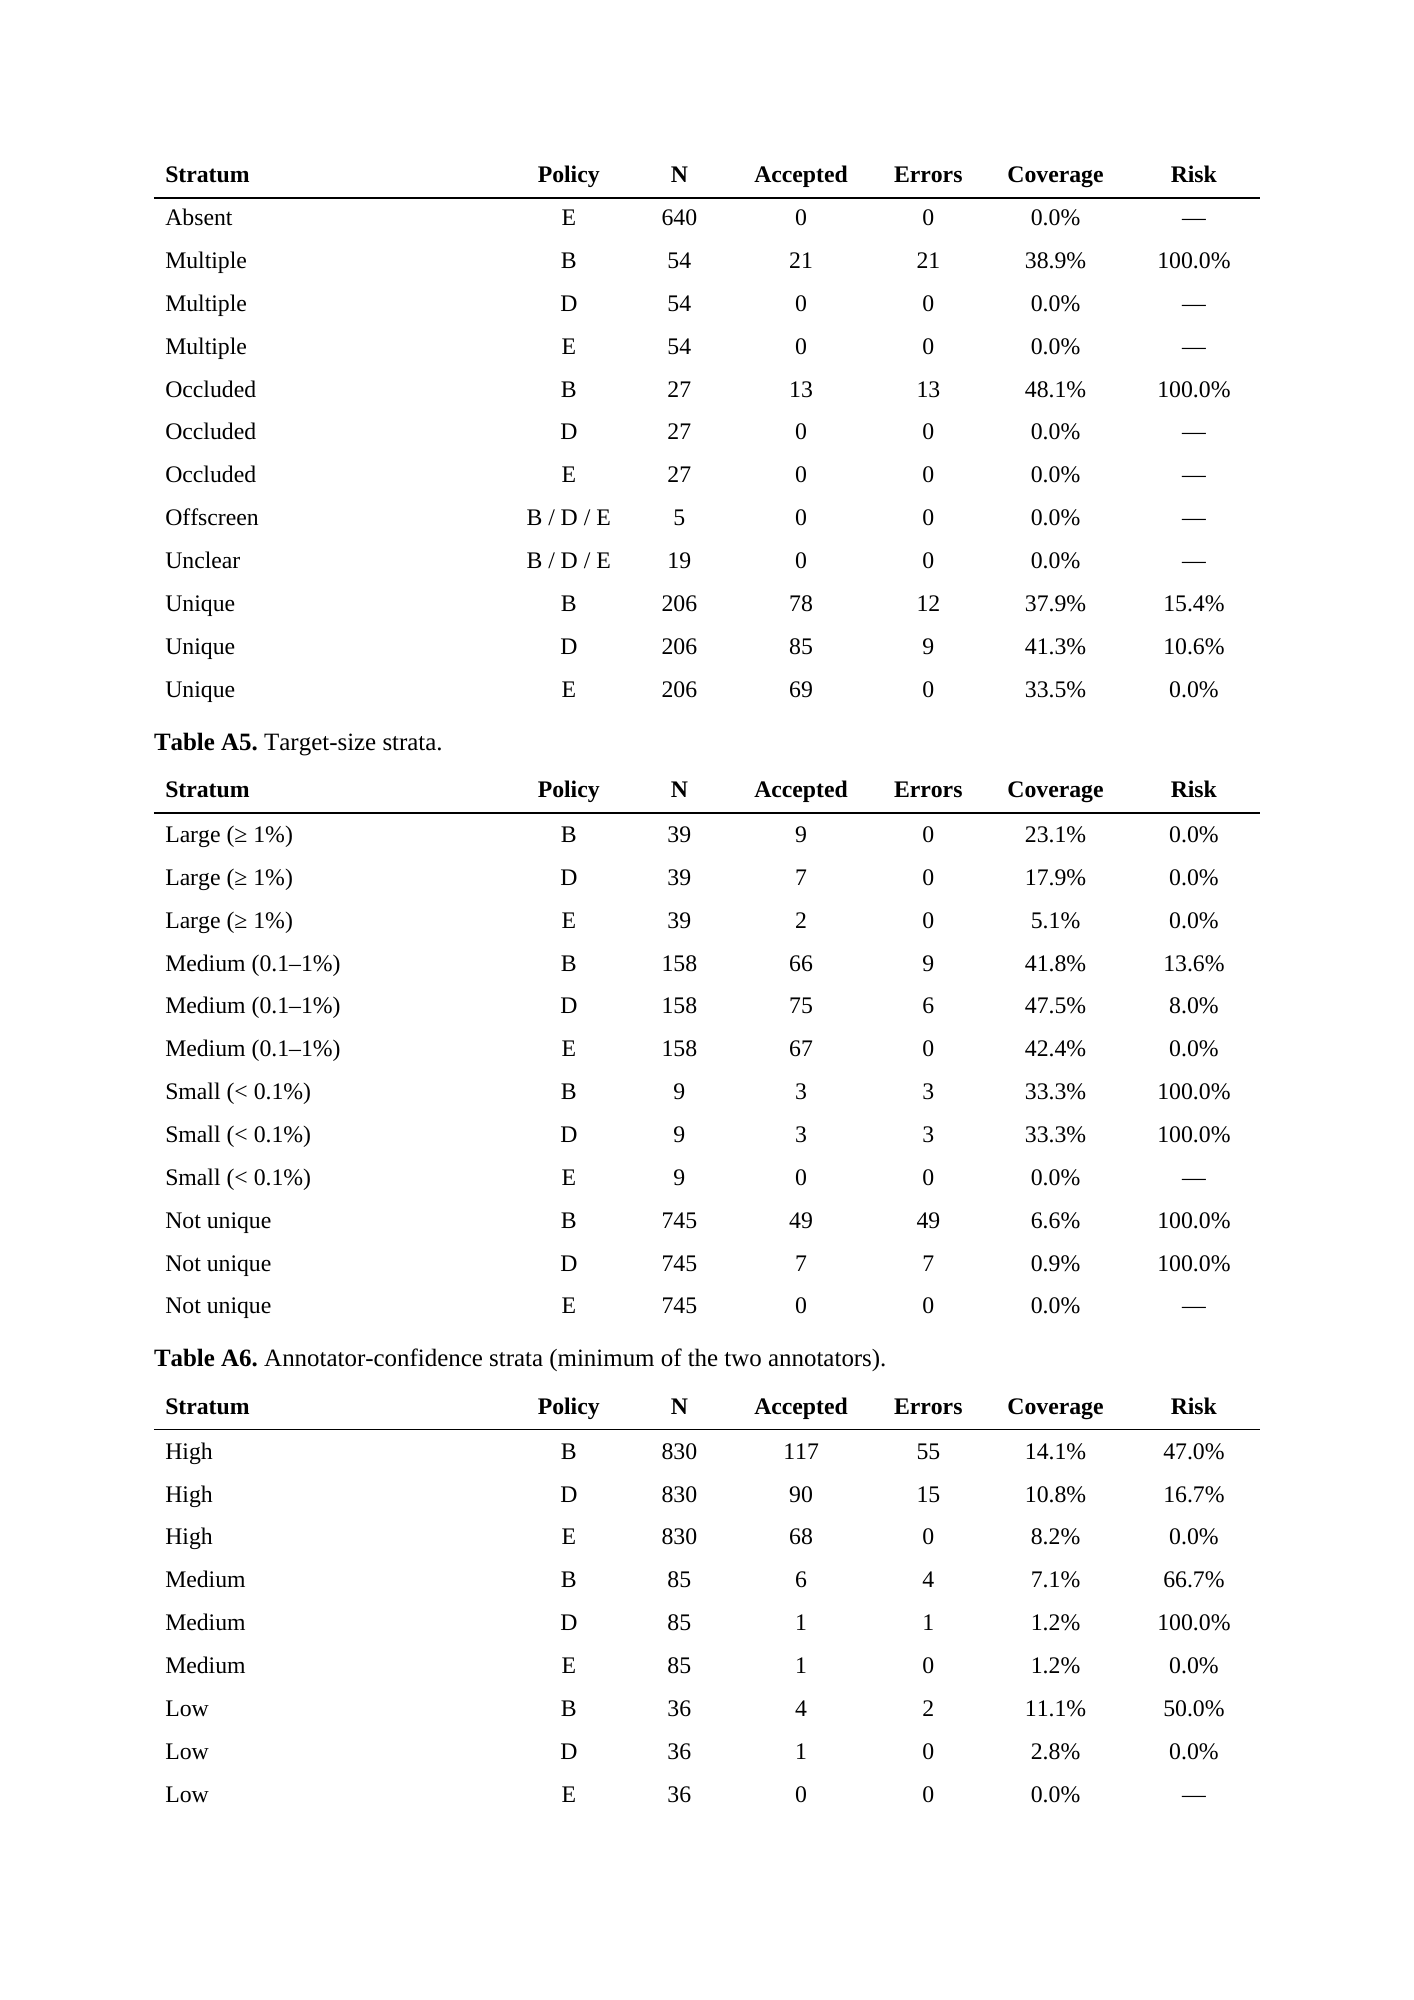 Stratum Policy N Accepted Errors Coverage Risk
Absent E 640 0 0 0.0% —
Multiple B 54 21 21 38.9% 100.0%
Multiple D 54 0 0 0.0% —
Multiple E 54 0 0 0.0% —
Occluded B 27 13 13 48.1% 100.0%
Occluded D 27 0 0 0.0% —
Occluded E 27 0 0 0.0% —
Offscreen B / D / E 5 0 0 0.0% —
Unclear B / D / E 19 0 0 0.0% —
Unique B 206 78 12 37.9% 15.4%
Unique D 206 85 9 41.3% 10.6%
Unique E 206 69 0 33.5% 0.0%
Table A5. Target-size strata.
Stratum Policy N Accepted Errors Coverage Risk
Large (≥ 1%) B 39 9 0 23.1% 0.0%
Large (≥ 1%) D 39 7 0 17.9% 0.0%
Large (≥ 1%) E 39 2 0 5.1% 0.0%
Medium (0.1–1%) B 158 66 9 41.8% 13.6%
Medium (0.1–1%) D 158 75 6 47.5% 8.0%
Medium (0.1–1%) E 158 67 0 42.4% 0.0%
Small (< 0.1%) B 9 3 3 33.3% 100.0%
Small (< 0.1%) D 9 3 3 33.3% 100.0%
Small (< 0.1%) E 9 0 0 0.0% —
Not unique B 745 49 49 6.6% 100.0%
Not unique D 745 7 7 0.9% 100.0%
Not unique E 745 0 0 0.0% —
Table A6. Annotator-confidence strata (minimum of the two annotators).
Stratum Policy N Accepted Errors Coverage Risk
High B 830 117 55 14.1% 47.0%
High D 830 90 15 10.8% 16.7%
High E 830 68 0 8.2% 0.0%
Medium B 85 6 4 7.1% 66.7%
Medium D 85 1 1 1.2% 100.0%
Medium E 85 1 0 1.2% 0.0%
Low B 36 4 2 11.1% 50.0%
Low D 36 1 0 2.8% 0.0%
Low E 36 0 0 0.0% —